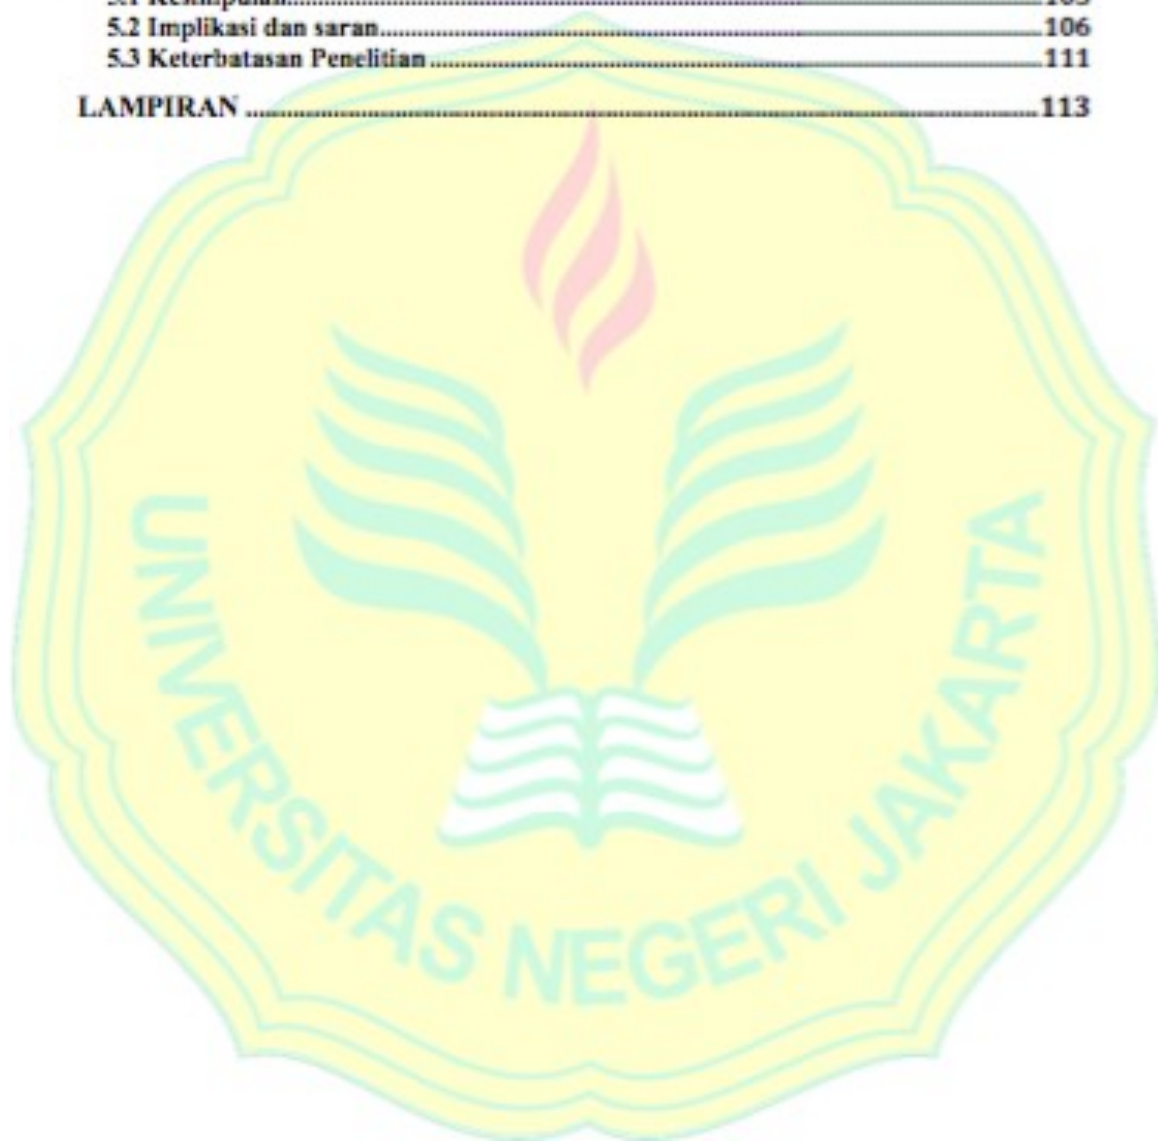 5.2 Implikasi dan saran..........106
5.3 Keterbatasan Penelitian..........111
LAMPIRAN..........113
UNIVERSITAS NEGERI JAKARTA